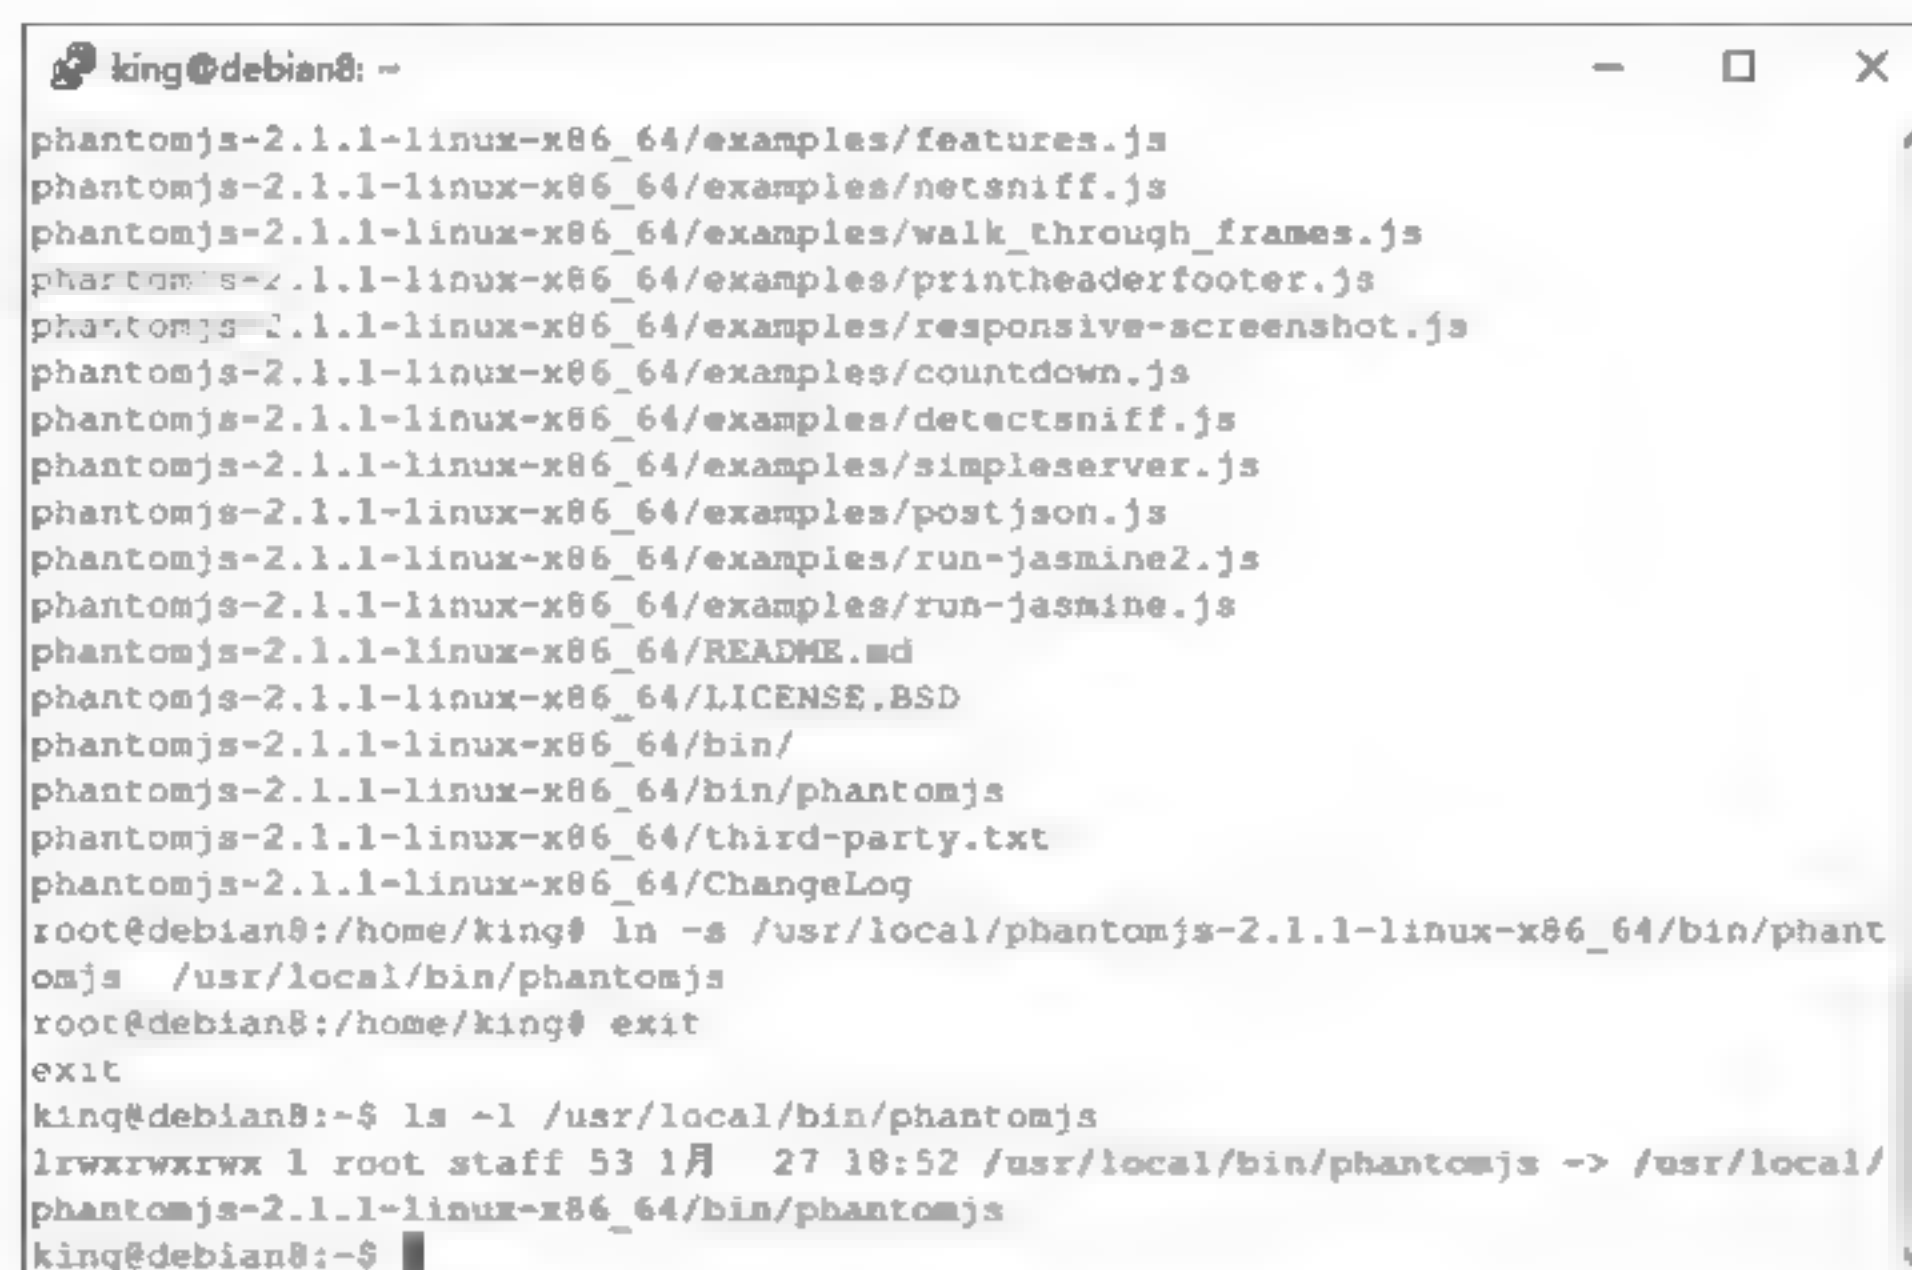 king@debian8: ~
phantomjs-2.1.1-linux-x86_64/examples/features.js
phantomjs-2.1.1-linux-x86_64/examples/netsniff.js
phantomjs-2.1.1-linux-x86_64/examples/walk_through_frames.js
phantomjs-2.1.1-linux-x86_64/examples/printheaderfooter.js
phantomjs-2.1.1-linux-x86_64/examples/responsive-screenshot.js
phantomjs-2.1.1-linux-x86_64/examples/countdown.js
phantomjs-2.1.1-linux-x86_64/examples/detectsniff.js
phantomjs-2.1.1-linux-x86_64/examples/simpleserver.js
phantomjs-2.1.1-linux-x86_64/examples/postjson.js
phantomjs-2.1.1-linux-x86_64/examples/run-jasmine2.js
phantomjs-2.1.1-linux-x86_64/examples/run-jasmine.js
phantomjs-2.1.1-linux-x86_64/README.md
phantomjs-2.1.1-linux-x86_64/LICENSE.BSD
phantomjs-2.1.1-linux-x86_64/bin/
phantomjs-2.1.1-linux-x86_64/bin/phantomjs
phantomjs-2.1.1-linux-x86_64/third-party.txt
phantomjs-2.1.1-linux-x86_64/ChangeLog
root@debian8:/home/king# ln -s /usr/local/phantomjs-2.1.1-linux-x86_64/bin/phant
omjs  /usr/local/bin/phantomjs
root@debian8:/home/king# exit
exit
king@debian8:~$ ls -l /usr/local/bin/phantomjs
lrwxrwxrwx 1 root staff 53 1月  27 18:52 /usr/local/bin/phantomjs -> /usr/local/
phantomjs-2.1.1-linux-x86_64/bin/phantomjs
king@debian8:~$